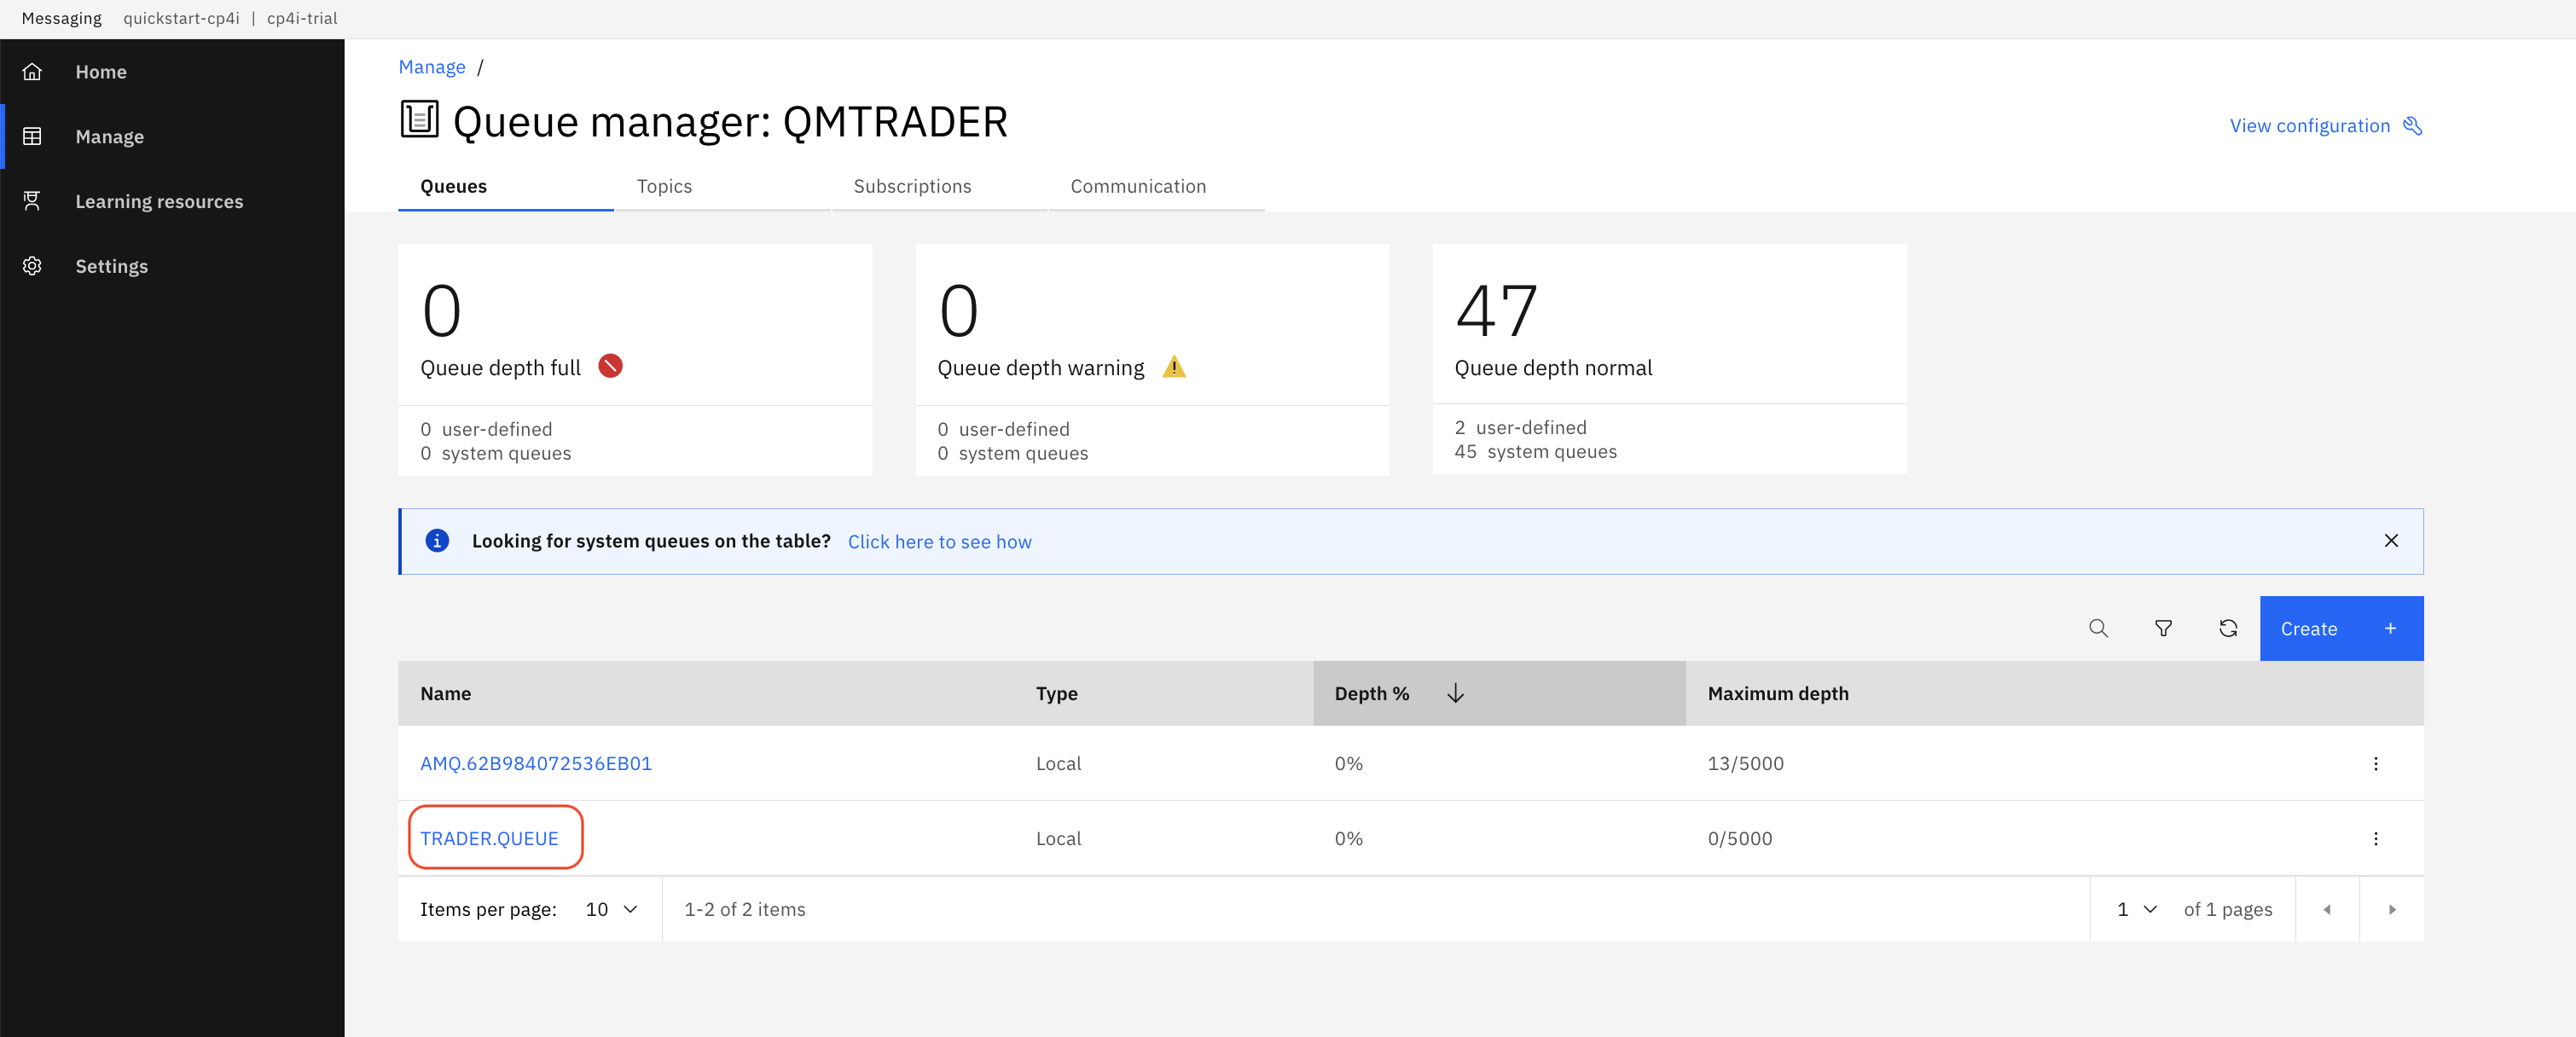 Messaging quickstart-cp4i | cp4i-trial
Home
Manage
Learning resources
Settings
Manage /
Queue manager: QMTRADER
View configuration
Queues Topics Subscriptions Communication
0
Queue depth full
0 user-defined
0 system queues
0
Queue depth warning
0 user-defined
0 system queues
47
Queue depth normal
2 user-defined
45 system queues
Looking for system queues on the table? Click here to see how
Create +
Name Type Depth % Maximum depth
AMQ.62B984072536EB01 Local 0% 13/5000
TRADER.QUEUE Local 0% 0/5000
Items per page: 10 1-2 of 2 items 1 of 1 pages